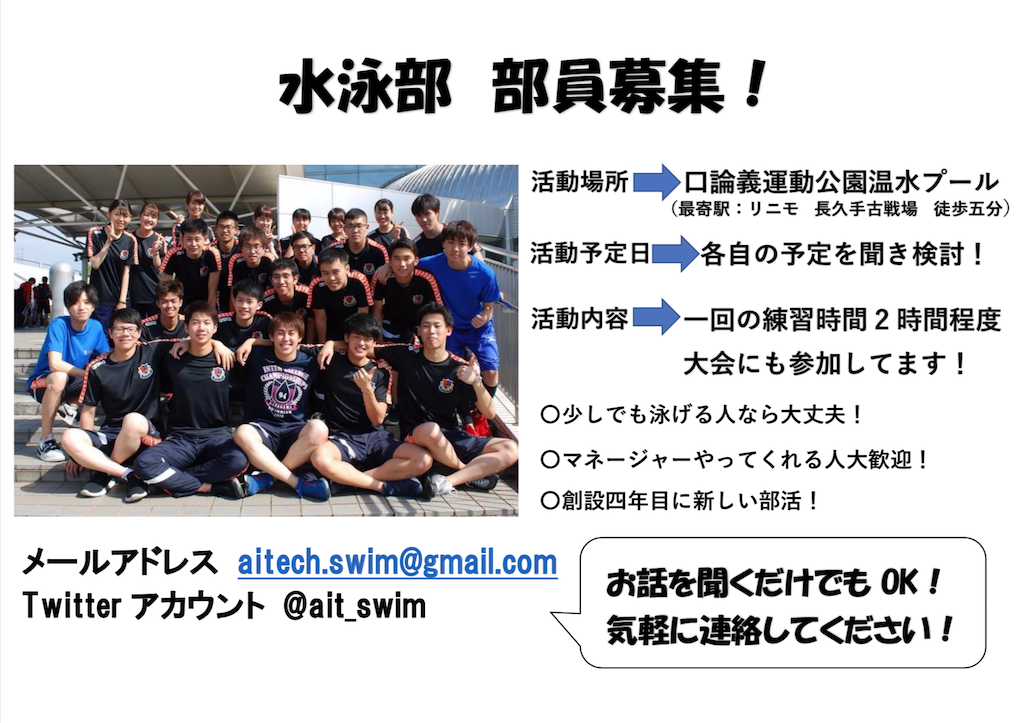 水泳部　部員募集！
活動場所
口論義運動公園温水プール
（最寄駅：リニモ　長久手古戦場　徒歩五分）
活動予定日
各自の予定を聞き検討！
活動内容
一回の練習時間２時間程度
大会にも参加してます！
〇少しでも泳げる人なら大丈夫！
〇マネージャーやってくれる人大歓迎！
〇創設四年目に新しい部活！
メールアドレス　aitech.swim@gmail.com
Twitter アカウント　@ait_swim
お話を聞くだけでも OK！
気軽に連絡してください！
CHAMPIONSHIPS
94